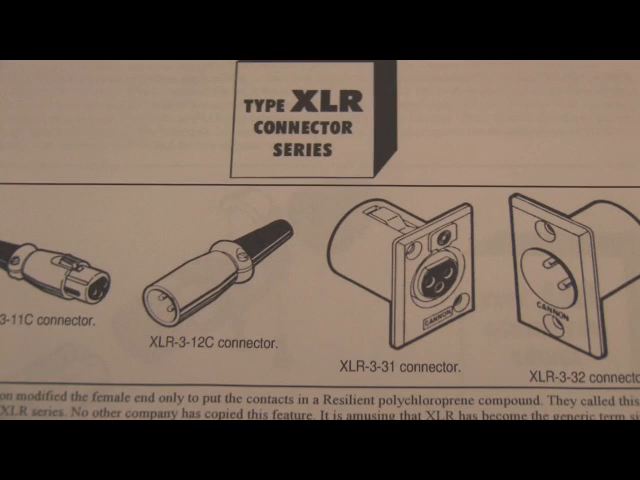 TYPE XLR
CONNECTOR
SERIES
CANNON
CANNON
3-11C connector.
XLR-3-12C connector.
XLR-3-31 connector.
XLR-3-32 connecto
on modified the female end only to put the contacts in a Resilient polychloroprene compound. They called this
XLR series. No other company has copied this feature. It is amusing that XLR has become the generic term si